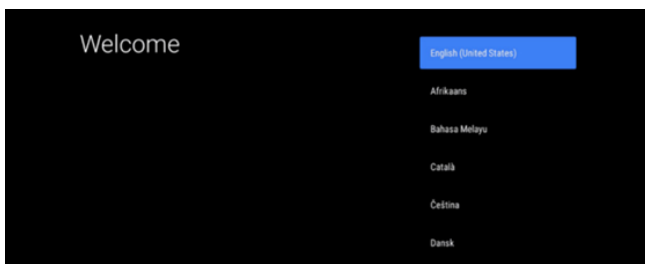 Welcome
English (United States)
Afrikaans
Bahasa Melayu
Català
Čeština
Dansk